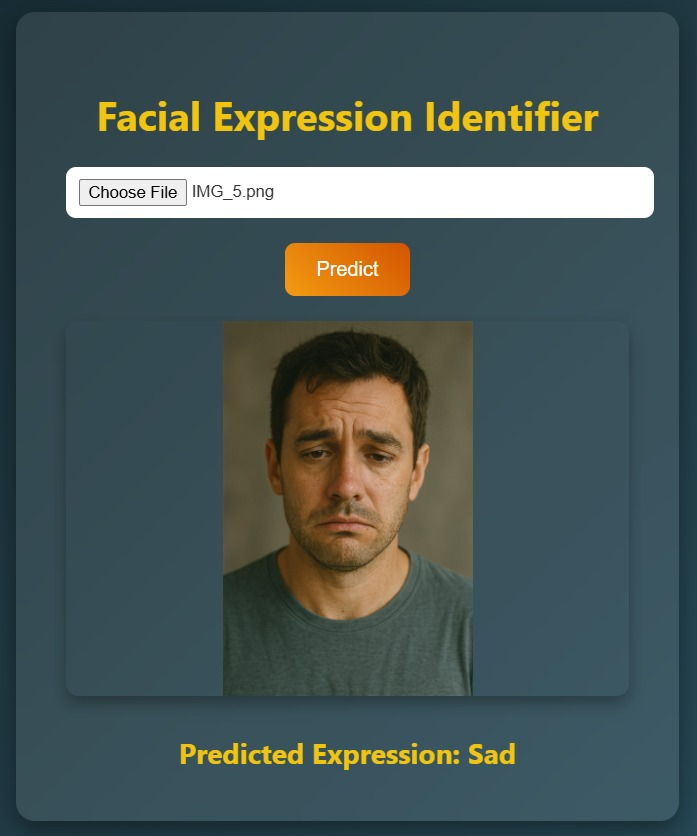 Facial Expression Identifier
Choose File IMG_5.png
Predict
Predicted Expression: Sad